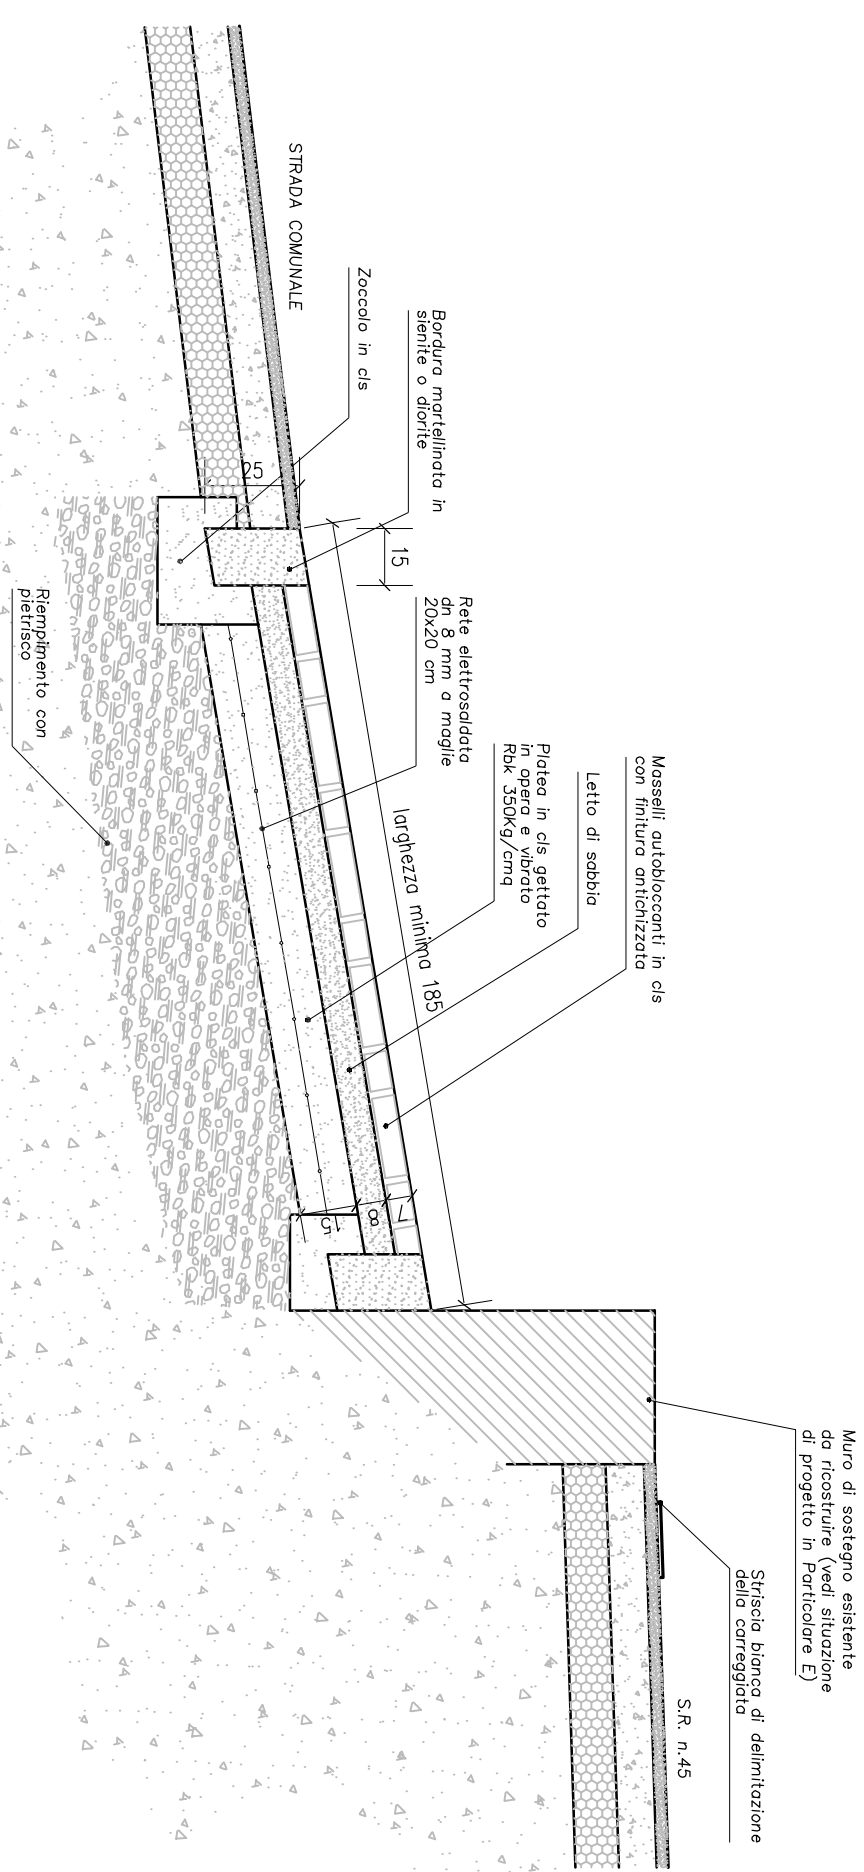 STRADA COMUNALE
Zoccolo in cls
Bordura martellinata in
sienite o diorite
25
15
Rete elettrosaldata
dn 8 mm a maglie
20x20 cm
Riempimento con
pietrisco
Platea in cls gettato
in opera e vibrato
Rbk 350Kg/cmq
Letto di sabbia
Masselli autobloccanti in cls
con finitura antichizzata
larghezza minima 185
7
8
Muro di sostegno esistente
da ricostruire (vedi situazione
di progetto in Particolare E)
Striscia bianca di delimitazione
della carreggiata
S.R. n.45